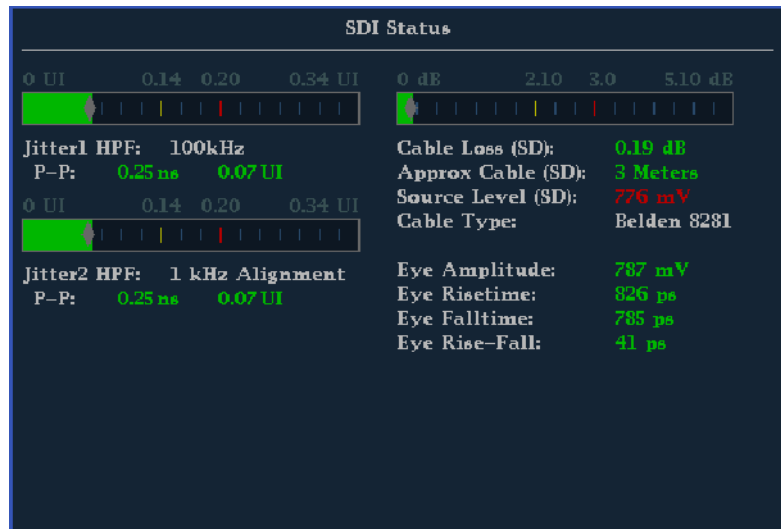 SDI Status
0 UI 0.14 0.20 0.34 UI
Jitter1 HPF: 100kHz
P-P: 0.25 ns 0.07 UI
0 UI 0.14 0.20 0.34 UI
Jitter2 HPF: 1 kHz Alignment
P-P: 0.25 ns 0.07 UI
0 dB 2.10 3.0 5.10 dB
Cable Loss (SD): 0.19 dB
Approx Cable (SD): 3 Meters
Source Level (SD): 776 mV
Cable Type: Belden 8281
Eye Amplitude: 787 mV
Eye Risetime: 826 ps
Eye Falltime: 785 ps
Eye Rise-Fall: 41 ps